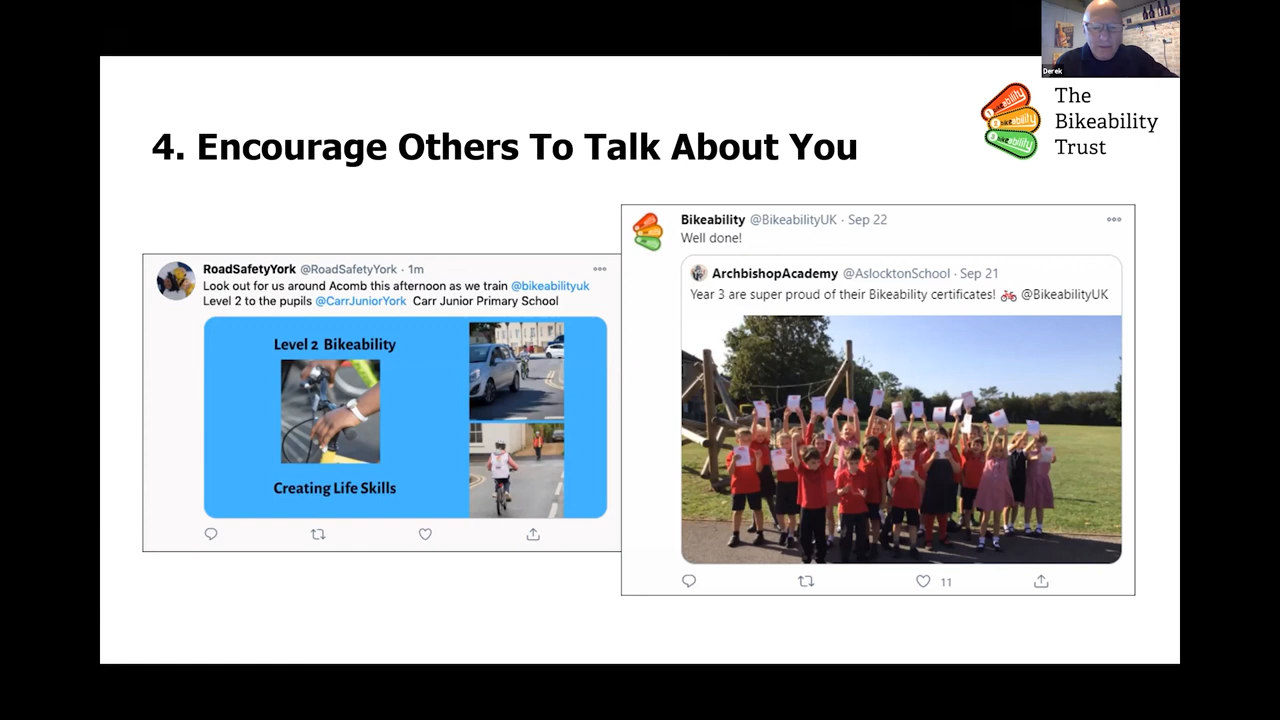 Derek
The
Bikeability
Trust
bikeability
bikeability
bikeability
4. Encourage Others To Talk About You
RoadSafetyYork @RoadSafetyYork · 1m
Look out for us around Acomb this afternoon as we train @bikeabilityuk
Level 2 to the pupils @CarrJuniorYork Carr Junior Primary School
Level 2 Bikeability
Creating Life Skills
Bikeability @BikeabilityUK · Sep 22
Well done!
ArchbishopAcademy @AslocktonSchool · Sep 21
Year 3 are super proud of their Bikeability certificates! 🚲 @BikeabilityUK
11